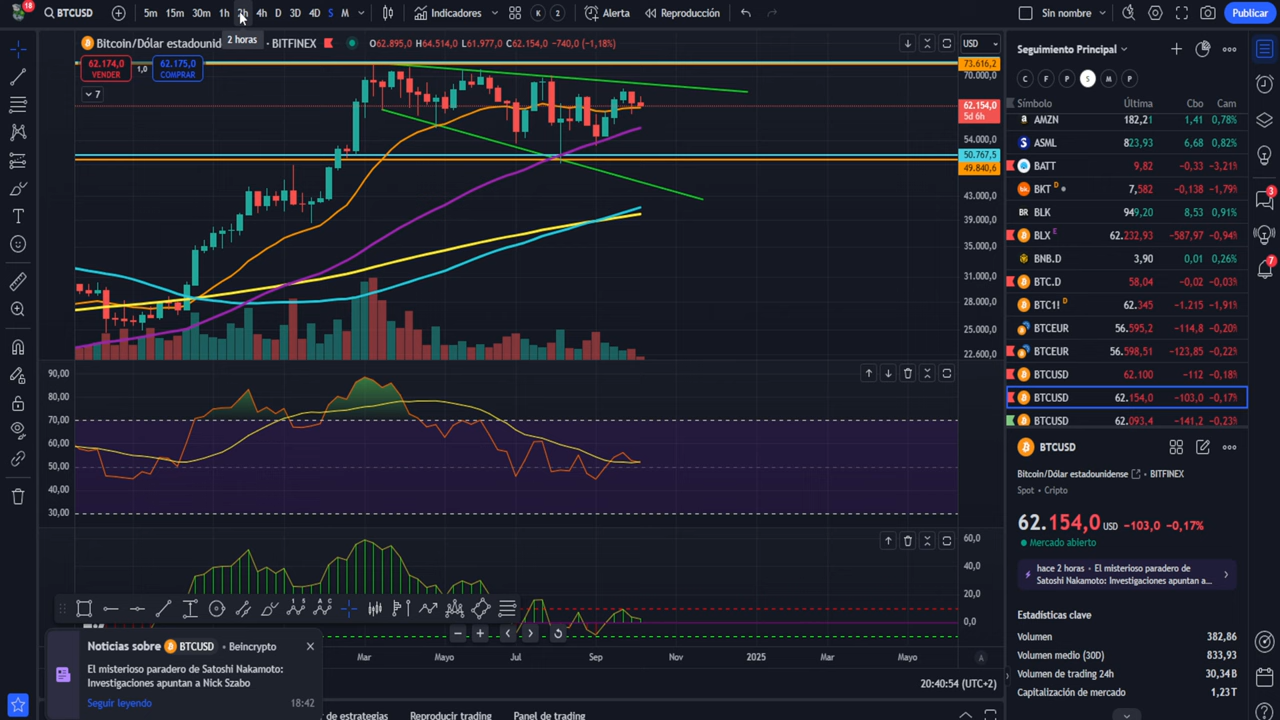 18
BTCUSD
5m 15m 30m 1h 2h 4h D 3D 4D S M
Indicadores
K 2
Alerta
Reproducción
Sin nombre
Publicar
2 horas
Bitcoin/Dólar estadounid
· BITFINEX
O62.895,0 H64.514,0 L61.977,0 C62.154,0 −740,0 (−1,18%)
62.174,0
VENDER
1,0
62.175,0
COMPRAR
7
USD
73.616,2
70.000,0
62.154,0
5d 6h
54.000,0
50.767,5
49.840,6
43.000,0
39.000,0
35.000,0
31.000,0
28.000,0
25.000,0
22.600,0
90,00
80,00
70,00
60,00
50,00
40,00
30,00
60,0
40,0
20,0
0,0
Mar Mayo Jul Sep Nov 2025 Mar Mayo
A
20:40:54 (UTC+2)
Noticias sobre BTCUSD • Beincrypto
El misterioso paradero de Satoshi Nakamoto:
Investigaciones apuntan a Nick Szabo
Seguir leyendo
18:42
de estrategias
Reproducir trading
Panel de trading
Seguimiento Principal
C F P S M P
Símbolo Última Cbo Cam
AMZN 182,21 1,41 0,78%
ASML 823,93 6,68 0,82%
BATT 9,82 −0,33 −3,21%
BKT D 7,582 −0,138 −1,79%
BLK 949,20 8,53 0,91%
BLX E 62.232,93 −587,97 −0,94%
BNB.D 3,90 0,01 0,26%
BTC.D 58,04 −0,02 −0,03%
BTC1! D 62.345 −1.215 −1,91%
BTCEUR 56.595,2 −114,8 −0,20%
BTCEUR 56.598,51 −123,85 −0,22%
BTCUSD 62.100 −112 −0,18%
BTCUSD 62.154,0 −103,0 −0,17%
BTCUSD 62.093,4 −141,2 −0,23%
BTCUSD
Bitcoin/Dólar estadounidense • BITFINEX
Spot • Cripto
62.154,0 USD −103,0 −0,17%
Mercado abierto
hace 2 horas • El misterioso paradero de
Satoshi Nakamoto: Investigaciones apuntan a...
Estadísticas clave
Volumen 382,86
Volumen medio (30D) 833,93
Volumen de trading 24h 30,34B
Capitalización de mercado 1,23T
3
7